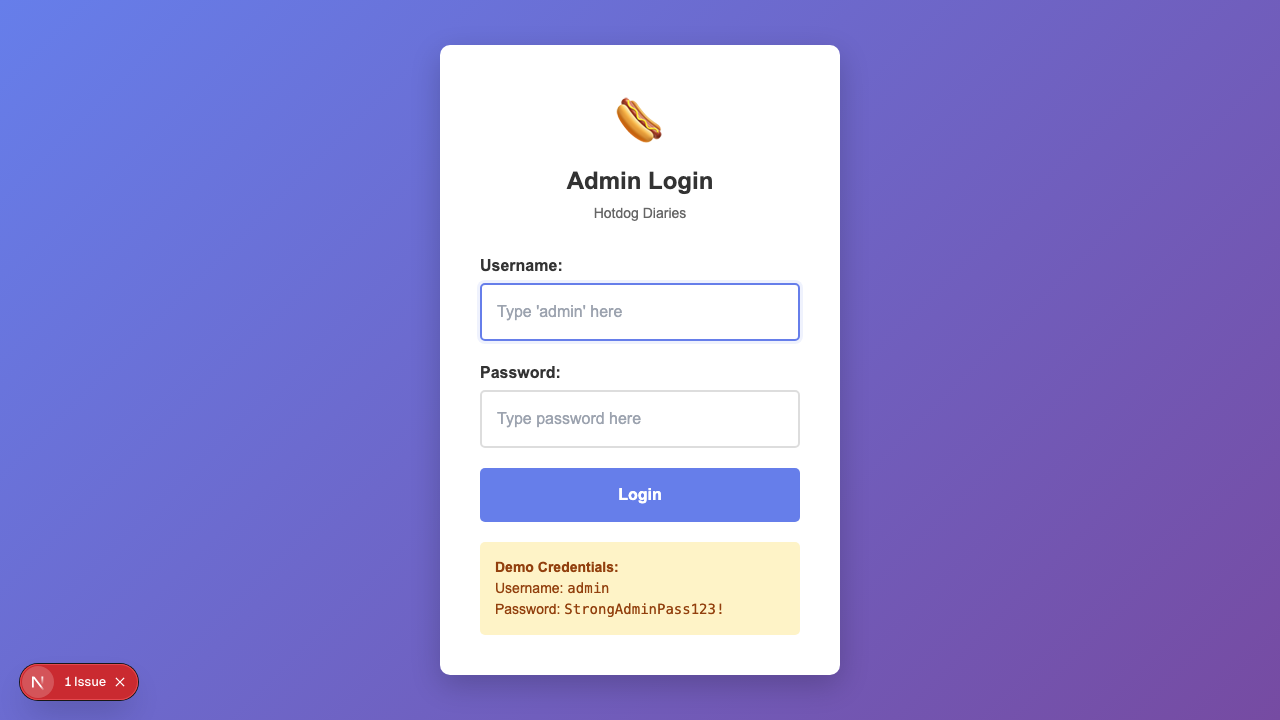 Admin Login
Hotdog Diaries
Username:
Type 'admin' here
Password:
Type password here
Login
Demo Credentials:
Username: admin
Password: StrongAdminPass123!
N
1 Issue